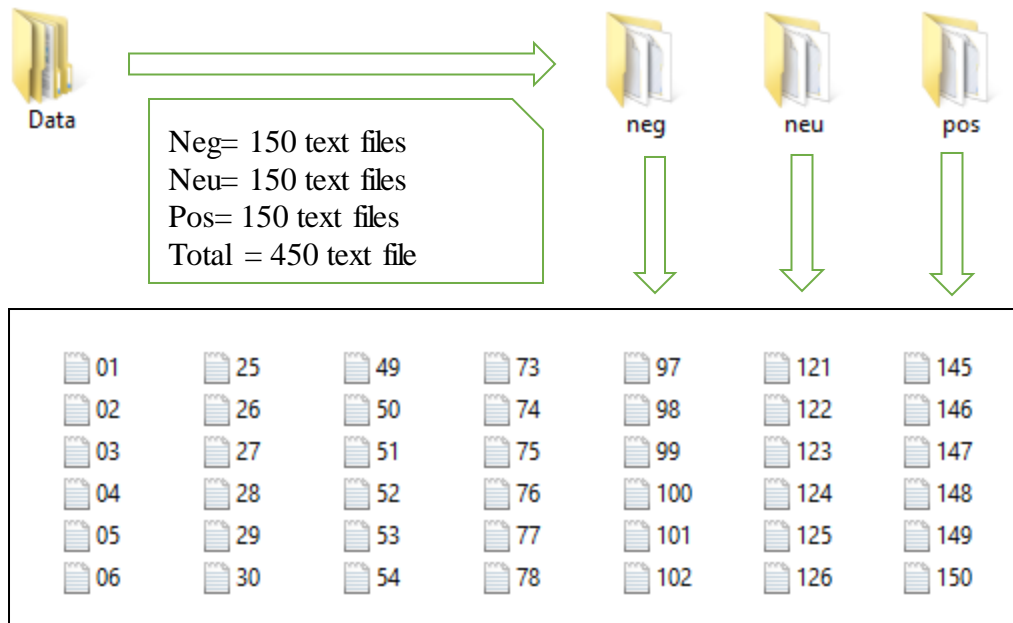 Data
neg
neu
pos
Neg= 150 text files
Neu= 150 text files
Pos= 150 text files
Total = 450 text file
01 25 49 73 97 121 145
02 26 50 74 98 122 146
03 27 51 75 99 123 147
04 28 52 76 100 124 148
05 29 53 77 101 125 149
06 30 54 78 102 126 150